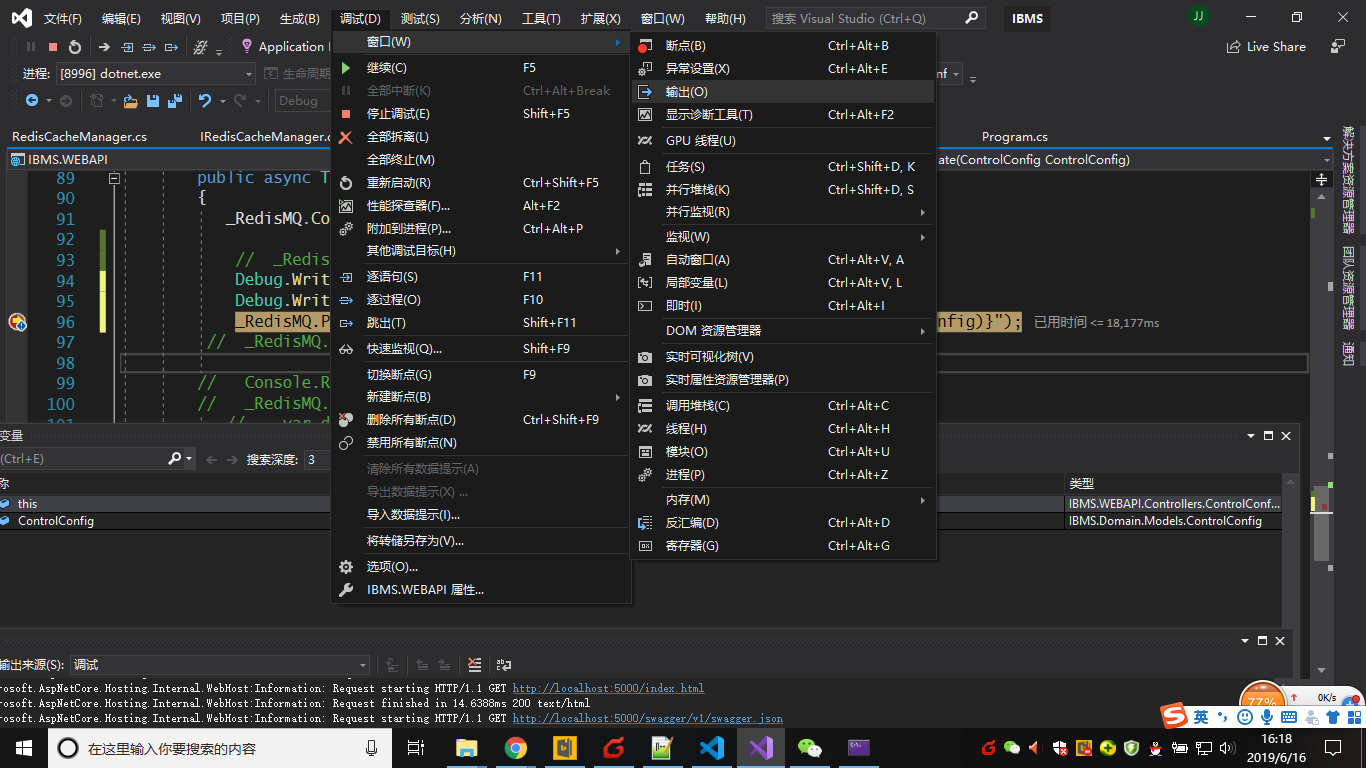 文件(F) 编辑(E) 视图(V) 项目(P) 生成(B) 调试(D) 测试(S) 分析(N) 工具(T) 扩展(X) 窗口(W) 帮助(H) 搜索 Visual Studio (Ctrl+Q) IBMS JJ
Application Live Share
进程: [8996] dotnet.exe 生命周期
Debug
RedisCacheManager.cs IRedisCacheManager. Program.cs
IBMS.WEBAPI ate(ControlConfig ControlConfig)
89 public async T
90 {
91 _RedisMQ.Co
92
93 // _Redis
94 Debug.Writ
95 Debug.Writ
96 _RedisMQ.P nfig)}"); 已用时间 <= 18,177ms
97 // _RedisMQ.
98
99 // Console.R
100 // _RedisMQ.
窗口(W)
继续(C) F5
全部中断(K) Ctrl+Alt+Break
停止调试(E) Shift+F5
全部拆离(L)
全部终止(M)
重新启动(R) Ctrl+Shift+F5
性能探查器(F)... Alt+F2
附加到进程(P)... Ctrl+Alt+P
其他调试目标(H)
逐语句(S) F11
逐过程(O) F10
跳出(T) Shift+F11
快速监视(Q)... Shift+F9
切换断点(G) F9
新建断点(B)
删除所有断点(D) Ctrl+Shift+F9
禁用所有断点(N)
清除所有数据提示(A)
导出数据提示(X) ...
导入数据提示(I)...
将转储另存为(V)...
选项(O)...
IBMS.WEBAPI 属性...
断点(B) Ctrl+Alt+B
异常设置(X) Ctrl+Alt+E
输出(O)
显示诊断工具(T) Ctrl+Alt+F2
GPU 线程(U)
任务(S) Ctrl+Shift+D, K
并行堆栈(K) Ctrl+Shift+D, S
并行监视(R)
监视(W)
自动窗口(A) Ctrl+Alt+V, A
局部变量(L) Ctrl+Alt+V, L
即时(I) Ctrl+Alt+I
DOM 资源管理器
实时可视化树(V)
实时属性资源管理器(P)
调用堆栈(C) Ctrl+Alt+C
线程(H) Ctrl+Alt+H
模块(O) Ctrl+Alt+U
进程(P) Ctrl+Alt+Z
内存(M)
反汇编(D) Ctrl+Alt+D
寄存器(G) Ctrl+Alt+G
解决方案资源管理器
团队资源管理器
通知
变量
(Ctrl+E) 搜索深度: 3
称 类型
this IBMS.WEBAPI.Controllers.ControlConf...
ControlConfig IBMS.Domain.Models.ControlConfig
输出来源(S): 调试
rosoft.AspNetCore.Hosting.Internal.WebHost:Information: Request starting HTTP/1.1 GET http://localhost:5000/index.html
rosoft.AspNetCore.Hosting.Internal.WebHost:Information: Request finished in 14.6388ms 200 text/html
rosoft.AspNetCore.Hosting.Internal.WebHost:Information: Request starting HTTP/1.1 GET http://localhost:5000/swagger/v1/swagger.json
77% 0K/s
英
在这里输入你要搜索的内容
16:18
2019/6/16